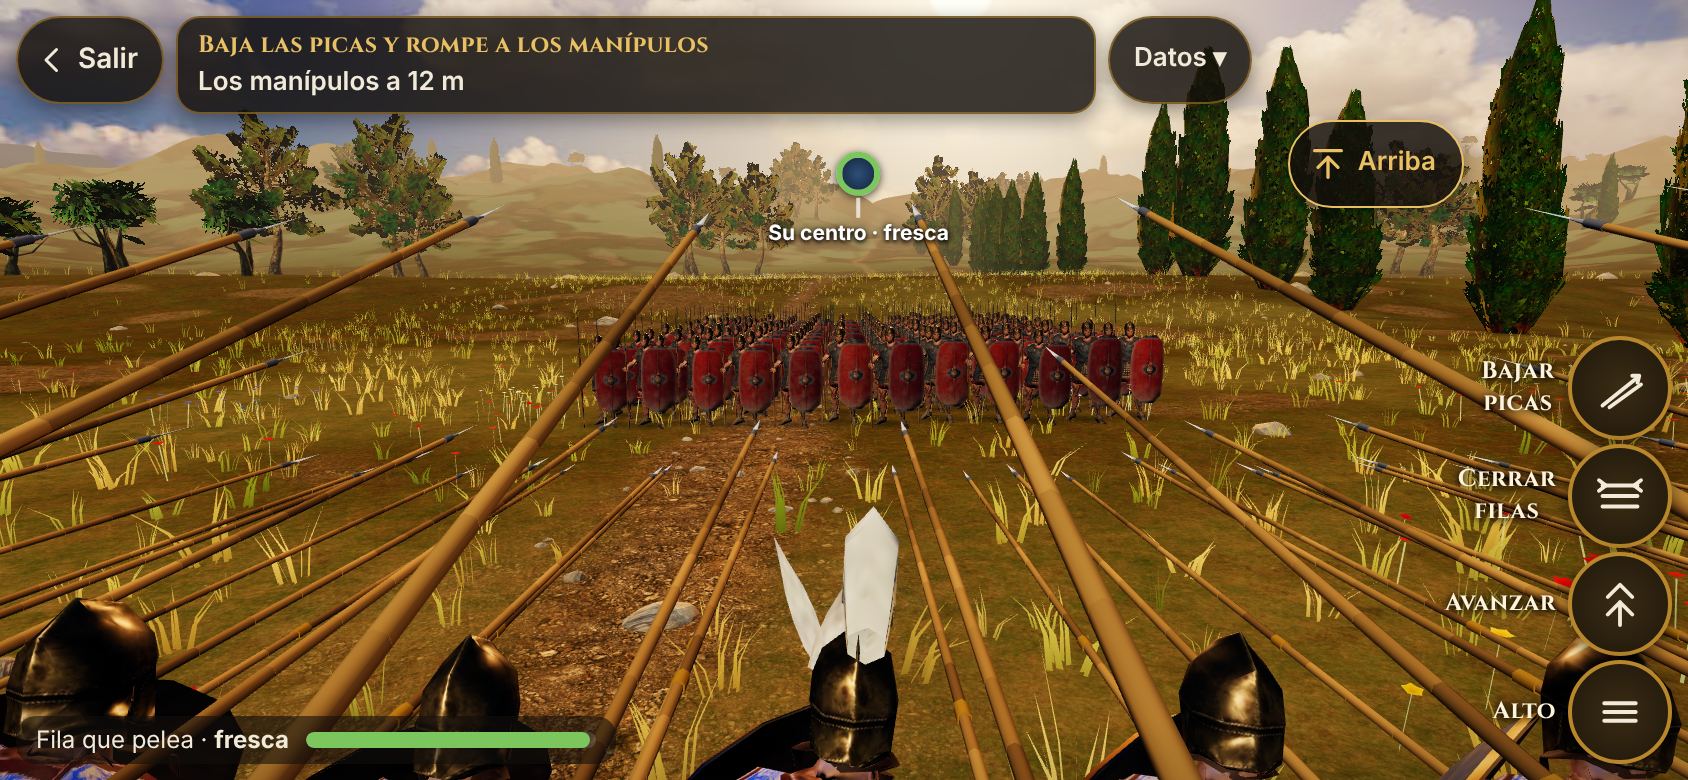 Salir
Baja las picas y rompe a los manípulos
Los manípulos a 12 m
Datos ▾
Arriba
Su centro · fresca
Bajar
picas
Cerrar
filas
Avanzar
Alto
Fila que pelea · fresca